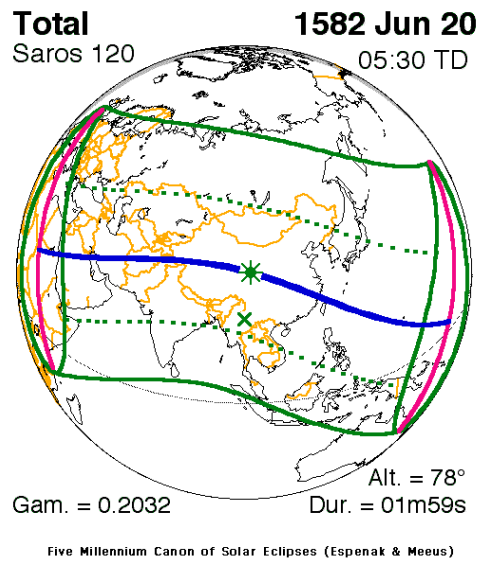 Total 1582 Jun 20
Saros 120 05:30 TD
Alt. = 78°
Gam. = 0.2032 Dur. = 01m59s
Five Millennium Canon of Solar Eclipses (Espenak & Meeus)